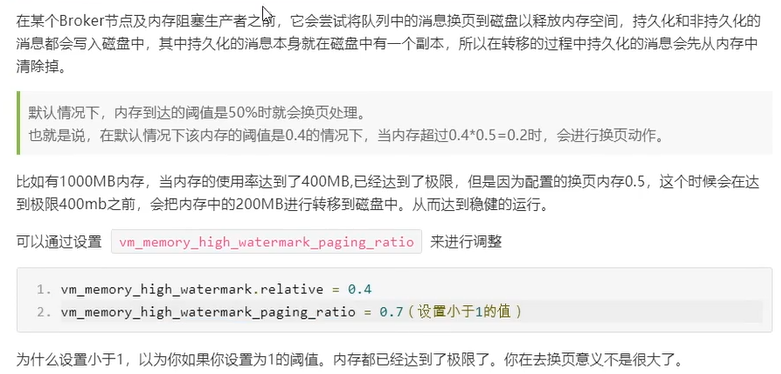 在某个Broker节点及内存阻塞生产者之前，它会尝试将队列中的消息换页到磁盘以释放内存空间，持久化和非持久化的
消息都会写入磁盘中，其中持久化的消息本身就在磁盘中有一个副本，所以在转移的过程中持久化的消息会先从内存中
清除掉。
默认情况下，内存到达的阈值是50%时就会换页处理。
也就是说，在默认情况下该内存的阈值是0.4的情况下，当内存超过0.4*0.5=0.2时，会进行换页动作。
比如有1000MB内存，当内存的使用率达到了400MB,已经达到了极限，但是因为配置的换页内存0.5，这个时候会在达
到极限400mb之前，会把内存中的200MB进行转移到磁盘中。从而达到稳健的运行。
可以通过设置 vm_memory_high_watermark_paging_ratio 来进行调整
1. vm_memory_high_watermark.relative = 0.4
2. vm_memory_high_watermark_paging_ratio = 0.7（设置小于1的值）
为什么设置小于1，以为你如果你设置为1的阈值。内存都已经达到了极限了。你在去换页意义不是很大了。